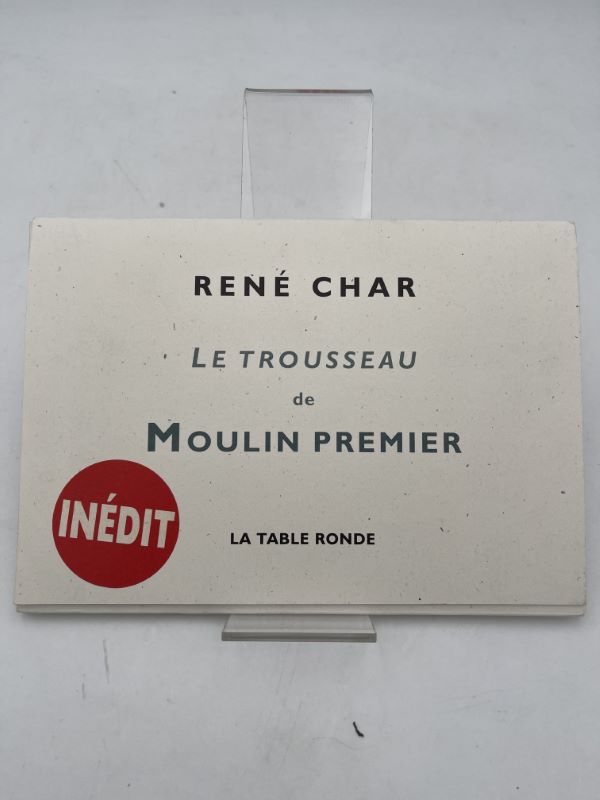 RENÉ CHAR
LE TROUSSEAU
de
MOULIN PREMIER
INÉDIT
LA TABLE RONDE